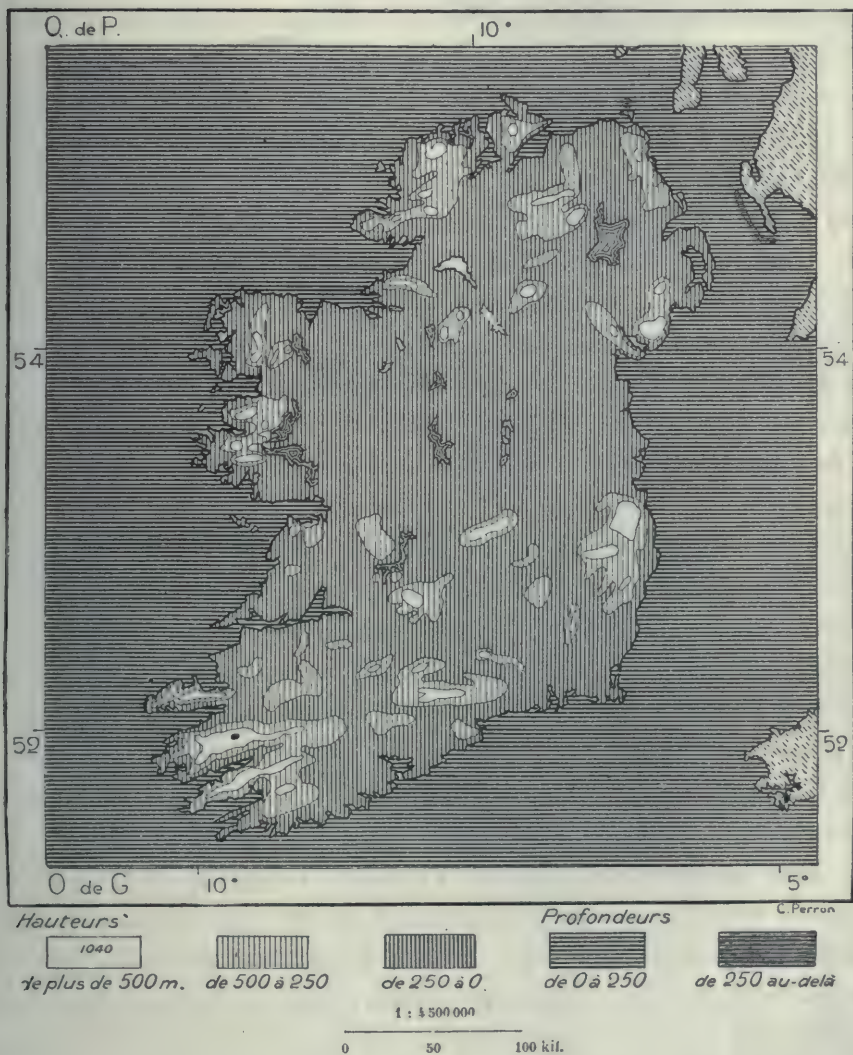 O. de P. 10°
54 54
52 52
O de G 10° 5°
C. Perron
Hauteurs Profondeurs
1040
de plus de 500 m. de 500 à 250 de 250 à 0. de 0 à 250 de 250 au-delà
1 : 4 500 000
0 50 100 kil.